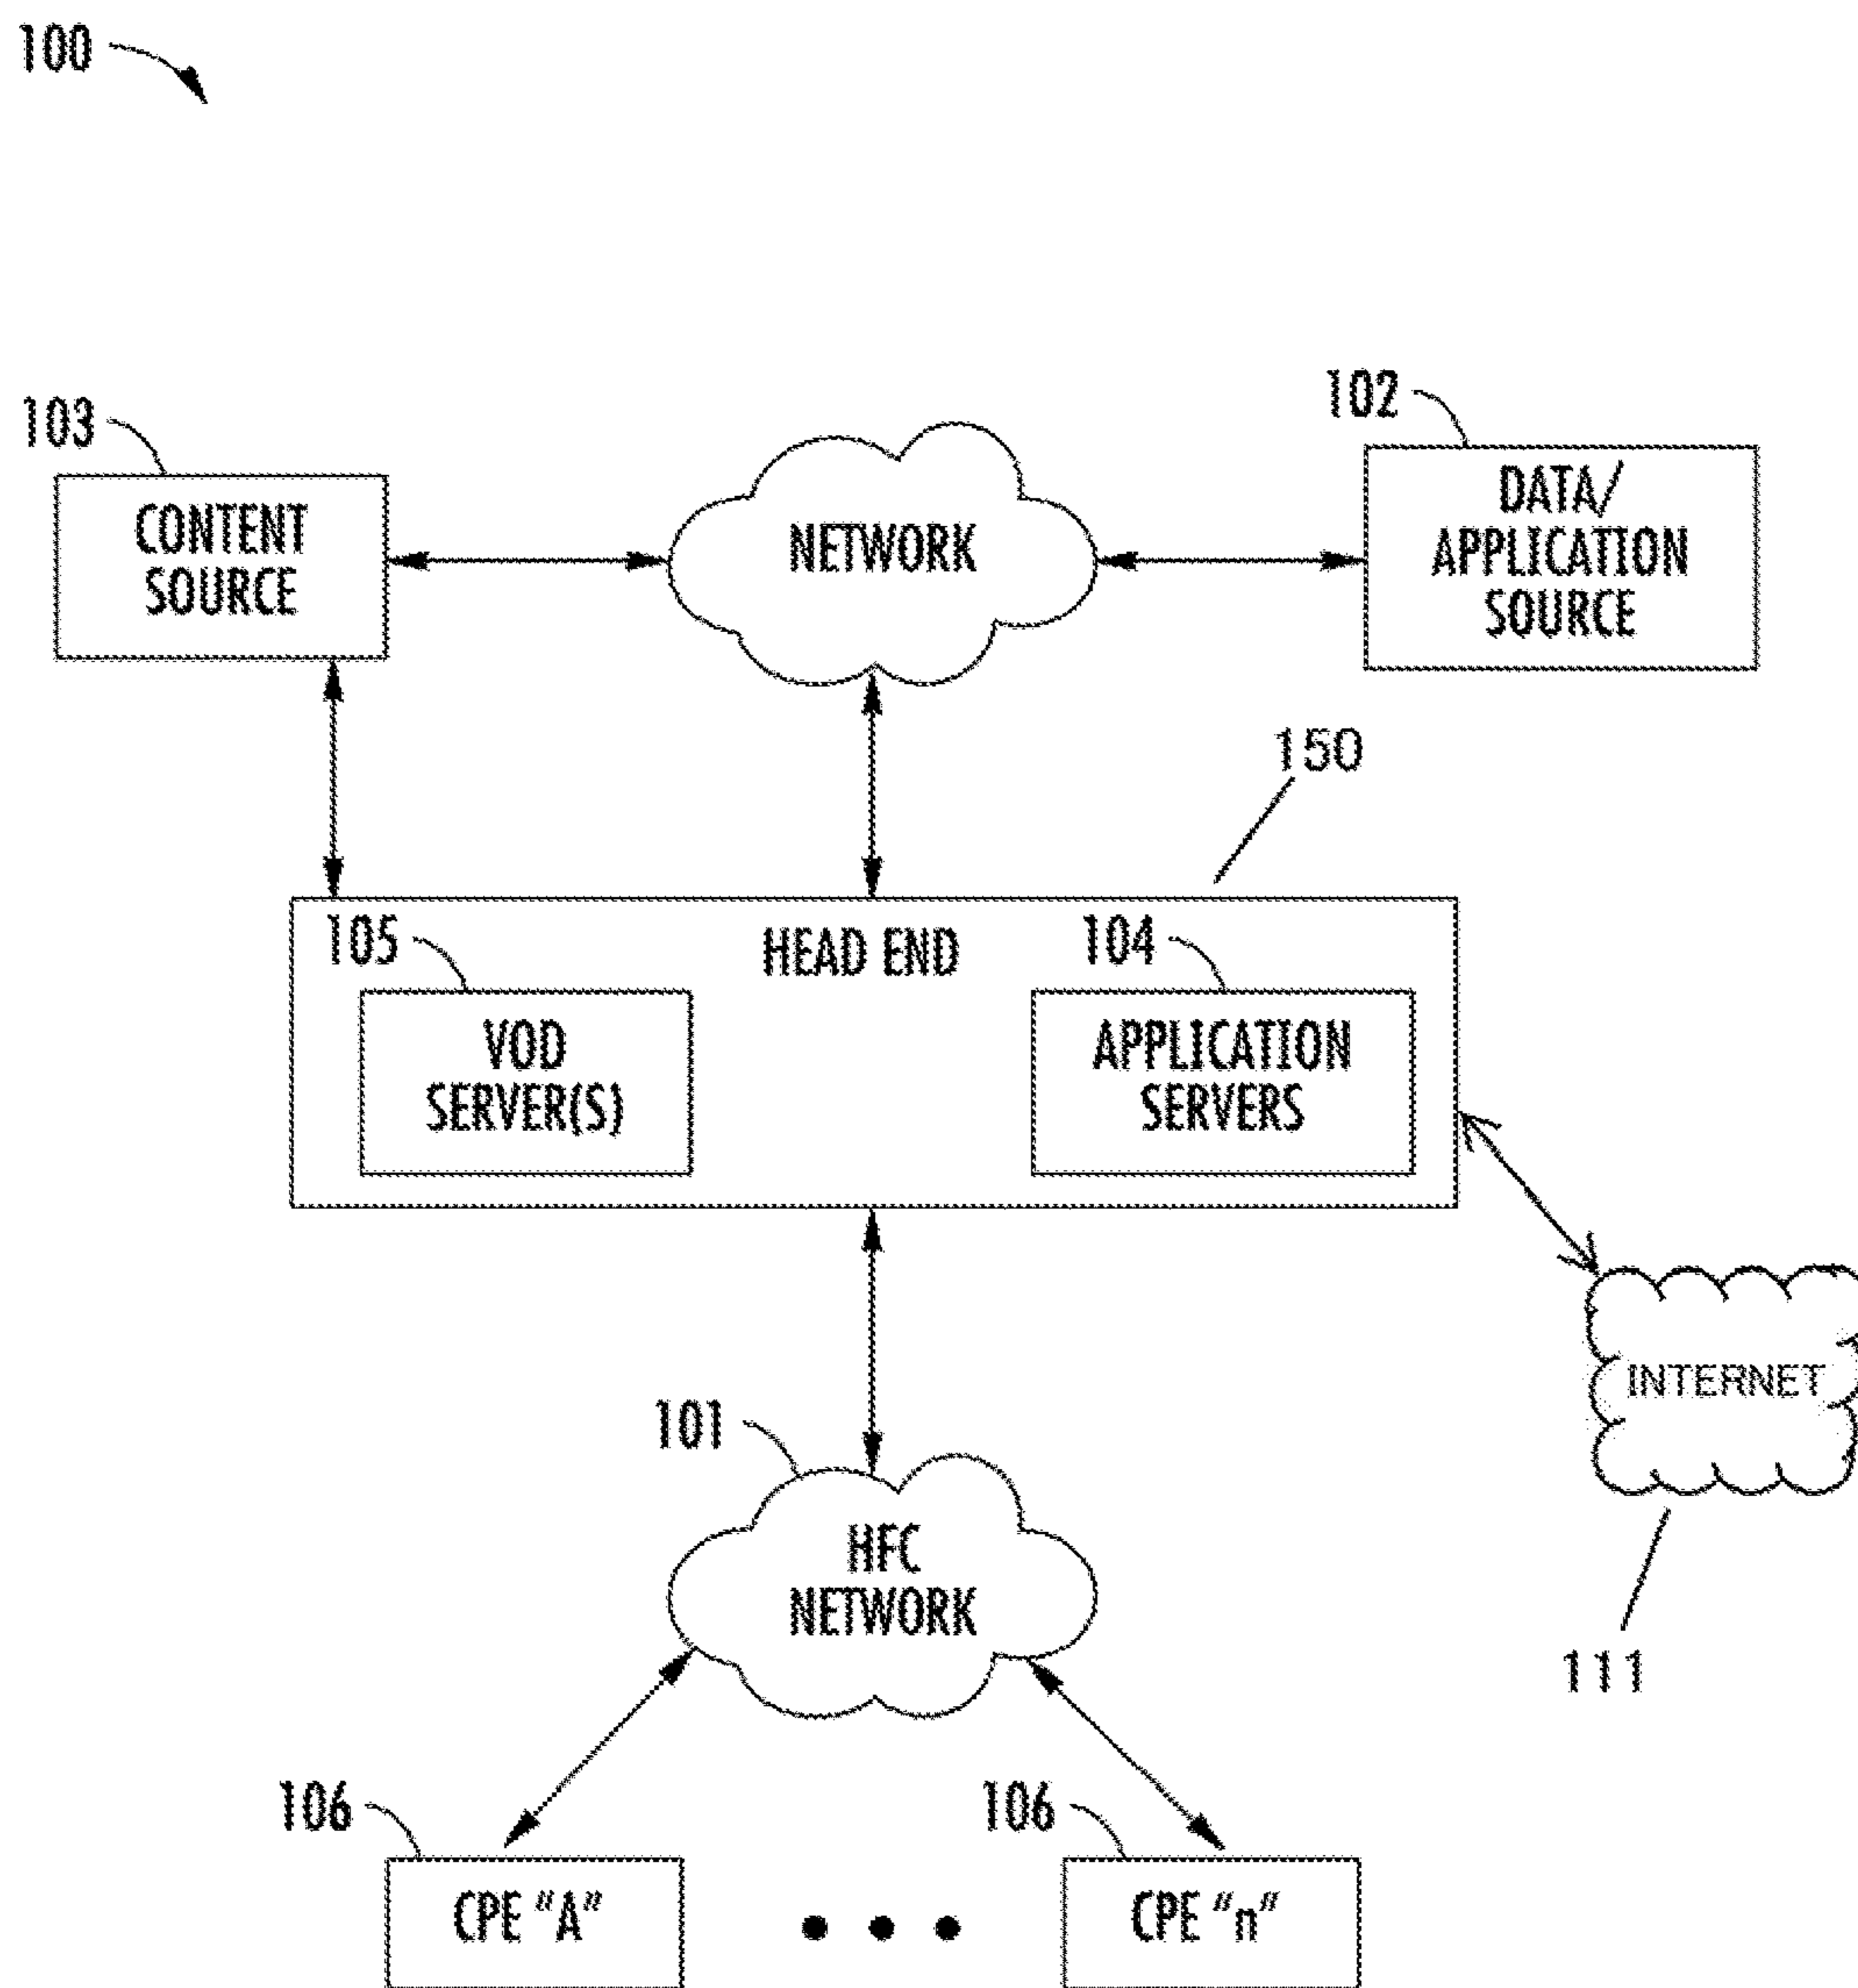 100
103
102
CONTENT
SOURCE
NETWORK
DATA/
APPLICATION
SOURCE
150
105
HEAD END
104
VOD
SERVER(S)
APPLICATION
SERVERS
101
INTERNET
HFC
NETWORK
111
106
106
CPE "A"
CPE "n"